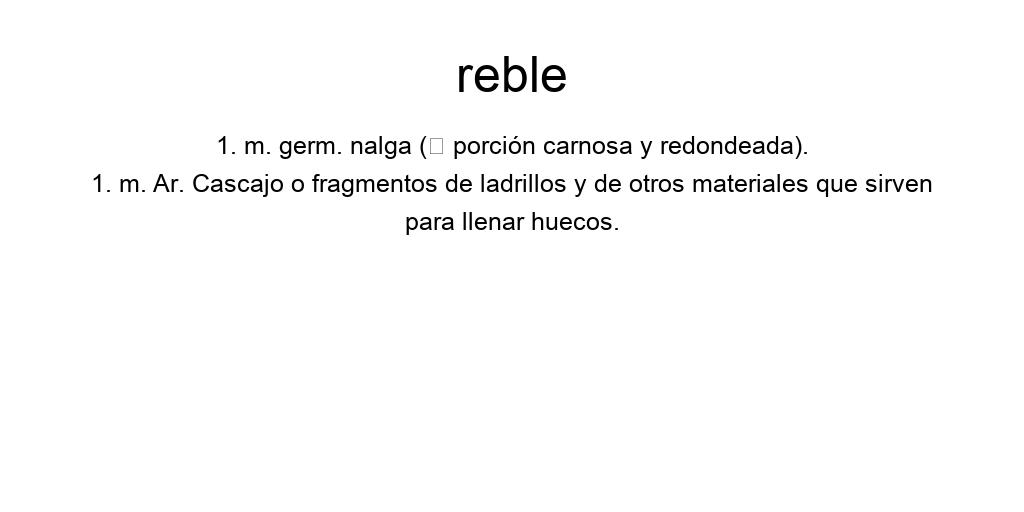 reble
1. m. germ. nalga (▯ porción carnosa y redondeada).
1. m. Ar. Cascajo o fragmentos de ladrillos y de otros materiales que sirven
para llenar huecos.